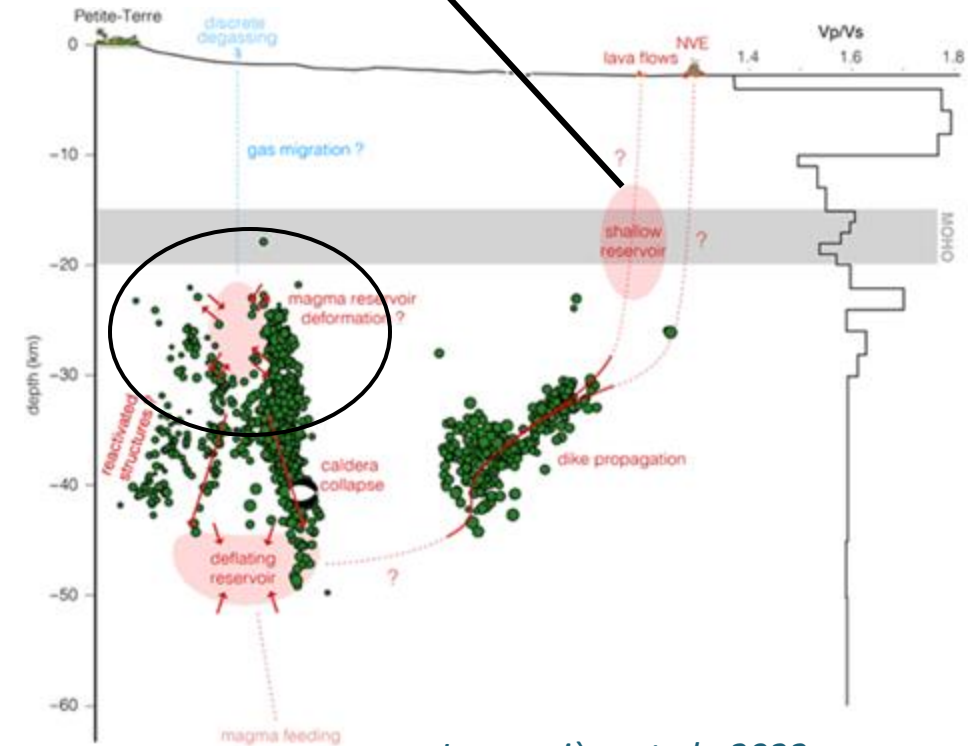 Petite-Terre
discrete
degassing
NVE
lava flows
Vp/Vs
1.4
1.6
1.8
0
gas migration ?
−10
?
MOHO
shallow
reservoir
?
−20
magma reservoir
deformation ?
depth (km)
−30
reactivated
structures
caldera
collapse
dike propagation
−40
deflating
reservoir
?
−50
−60
magma feeding
2022